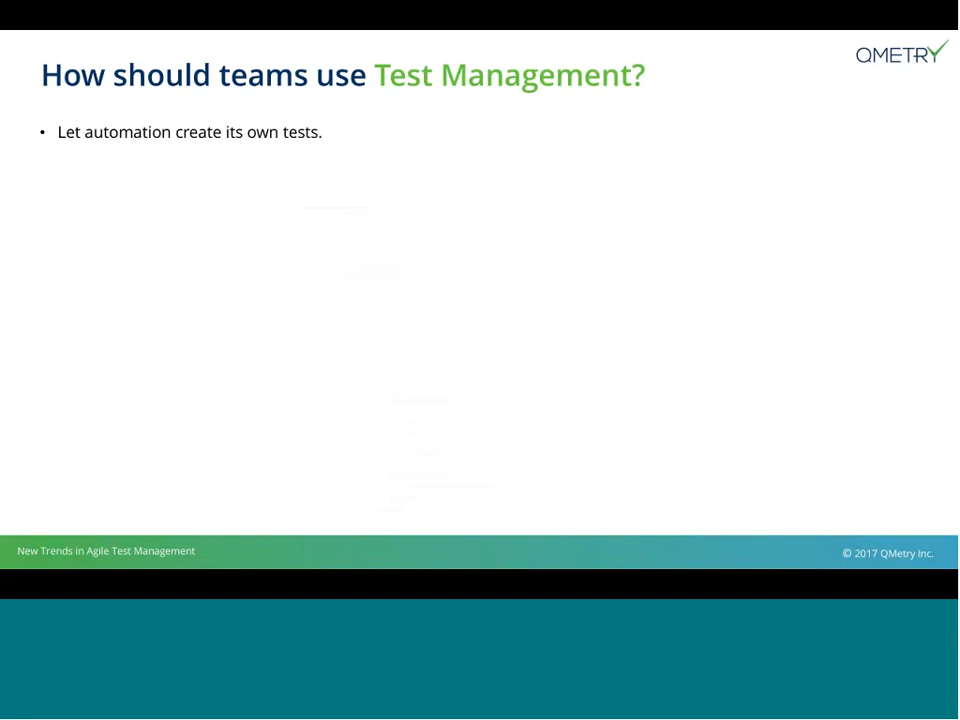 QMETRY
How should teams use Test Management?
• Let automation create its own tests.
New Trends in Agile Test Management
© 2017 QMetry Inc.